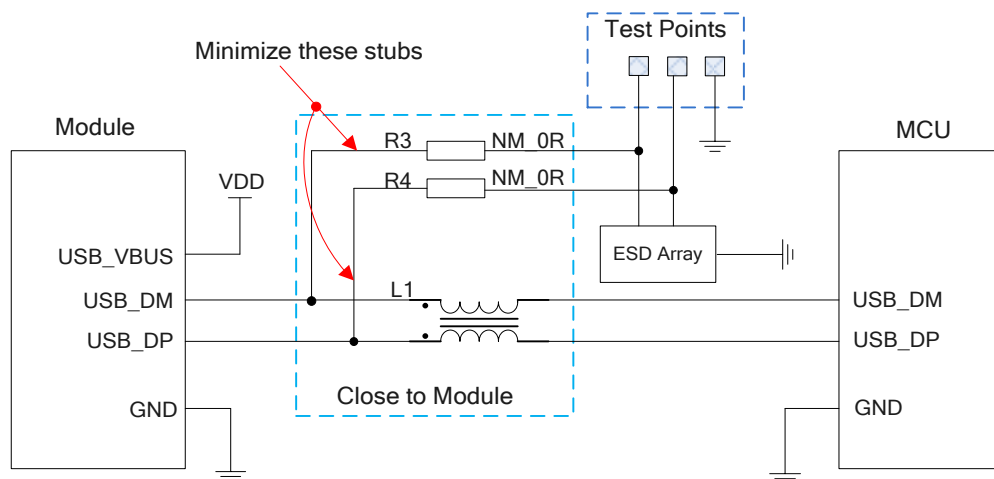 Test Points
Minimize these stubs
Module
MCU
R3
NM_0R
R4
NM_0R
VDD
ESD Array
USB_VBUS
USB_DM
L1
USB_DM
USB_DP
USB_DP
Close to Module
GND
GND